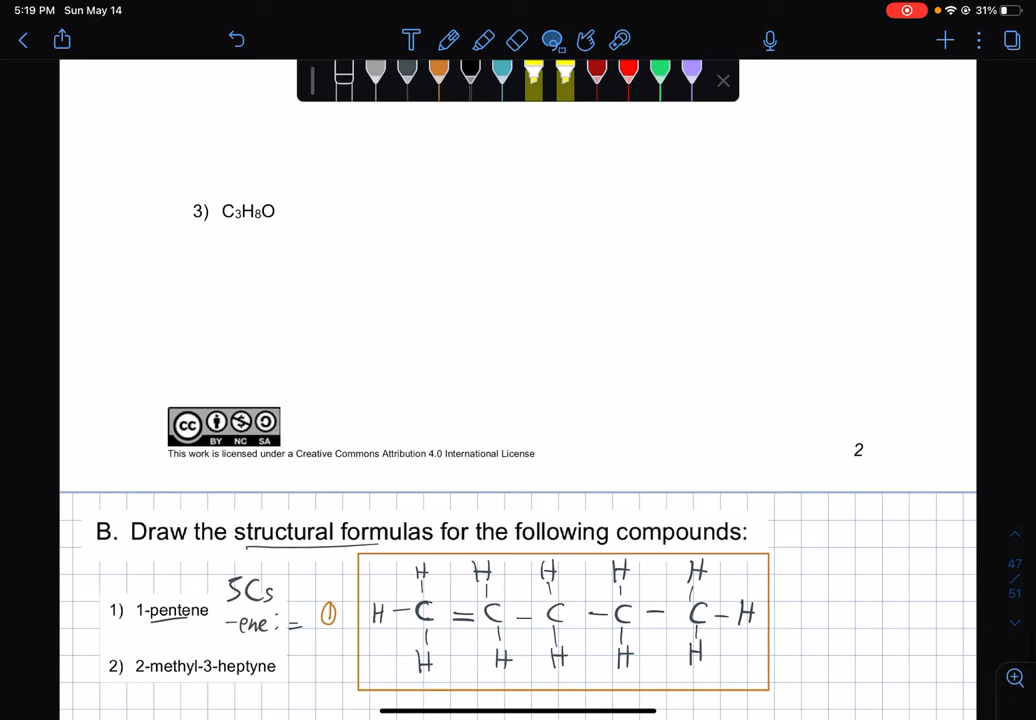 5:19 PM Sun May 14
31%
3) C3H8O
cc BY NC SA
This work is licensed under a Creative Commons Attribution 4.0 International License
2
47
/
51
B. Draw the structural formulas for the following compounds:
1) 1-pentene
5Cs
-ene : =
①
H H H H H
H - C = C - C - C - C - H
H H H H H
2) 2-methyl-3-heptyne